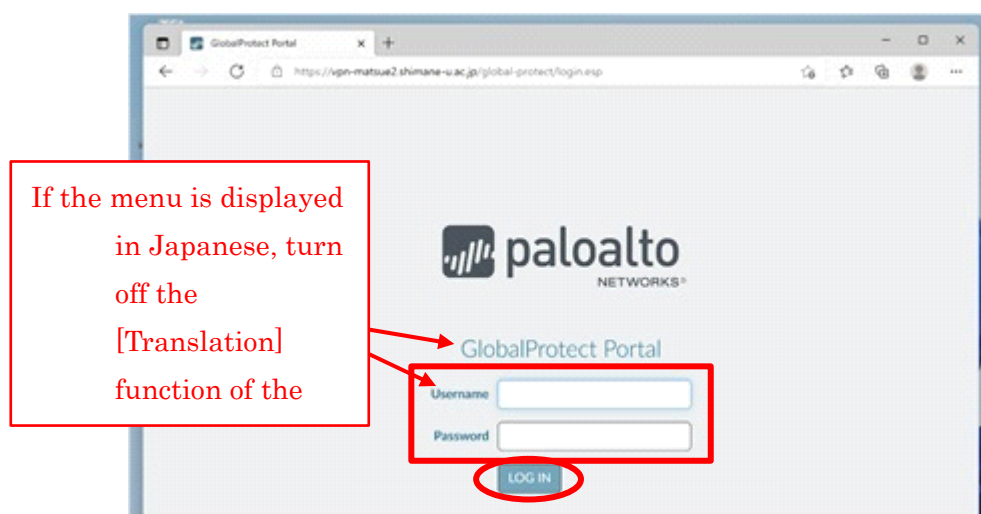 GlobalProtect Portal
https://vpn-matsue2.shimane-u.ac.jp/global-protect/login.esp
If the menu is displayed
in Japanese, turn
off the
[Translation]
function of the
paloalto
NETWORKS®
GlobalProtect Portal
Username
Password
LOG IN